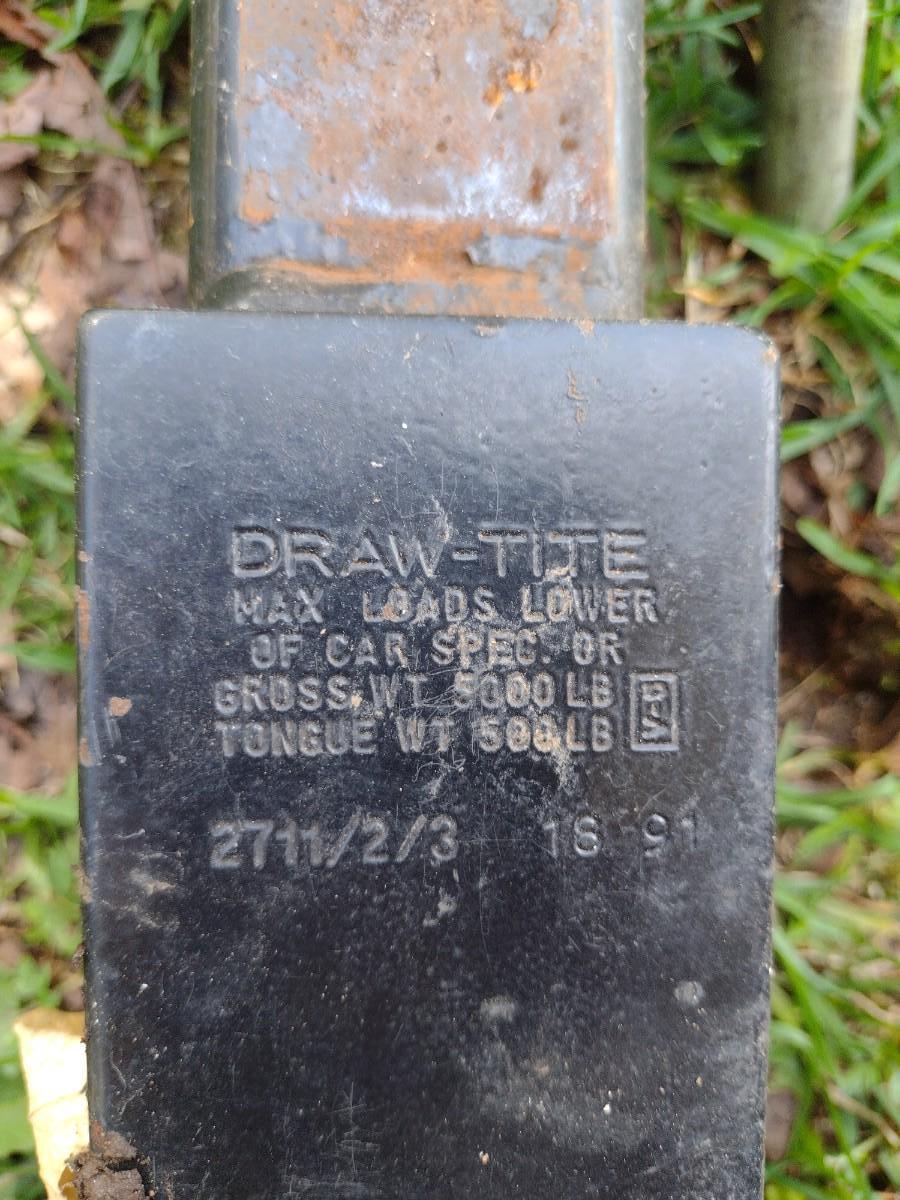 DRAW-TITE
MAX LOADS LOWER
OF CAR SPEC. OR
GROSS WT 5000 LB
TONGUE WT 500 LB
2711/2/3 16 91